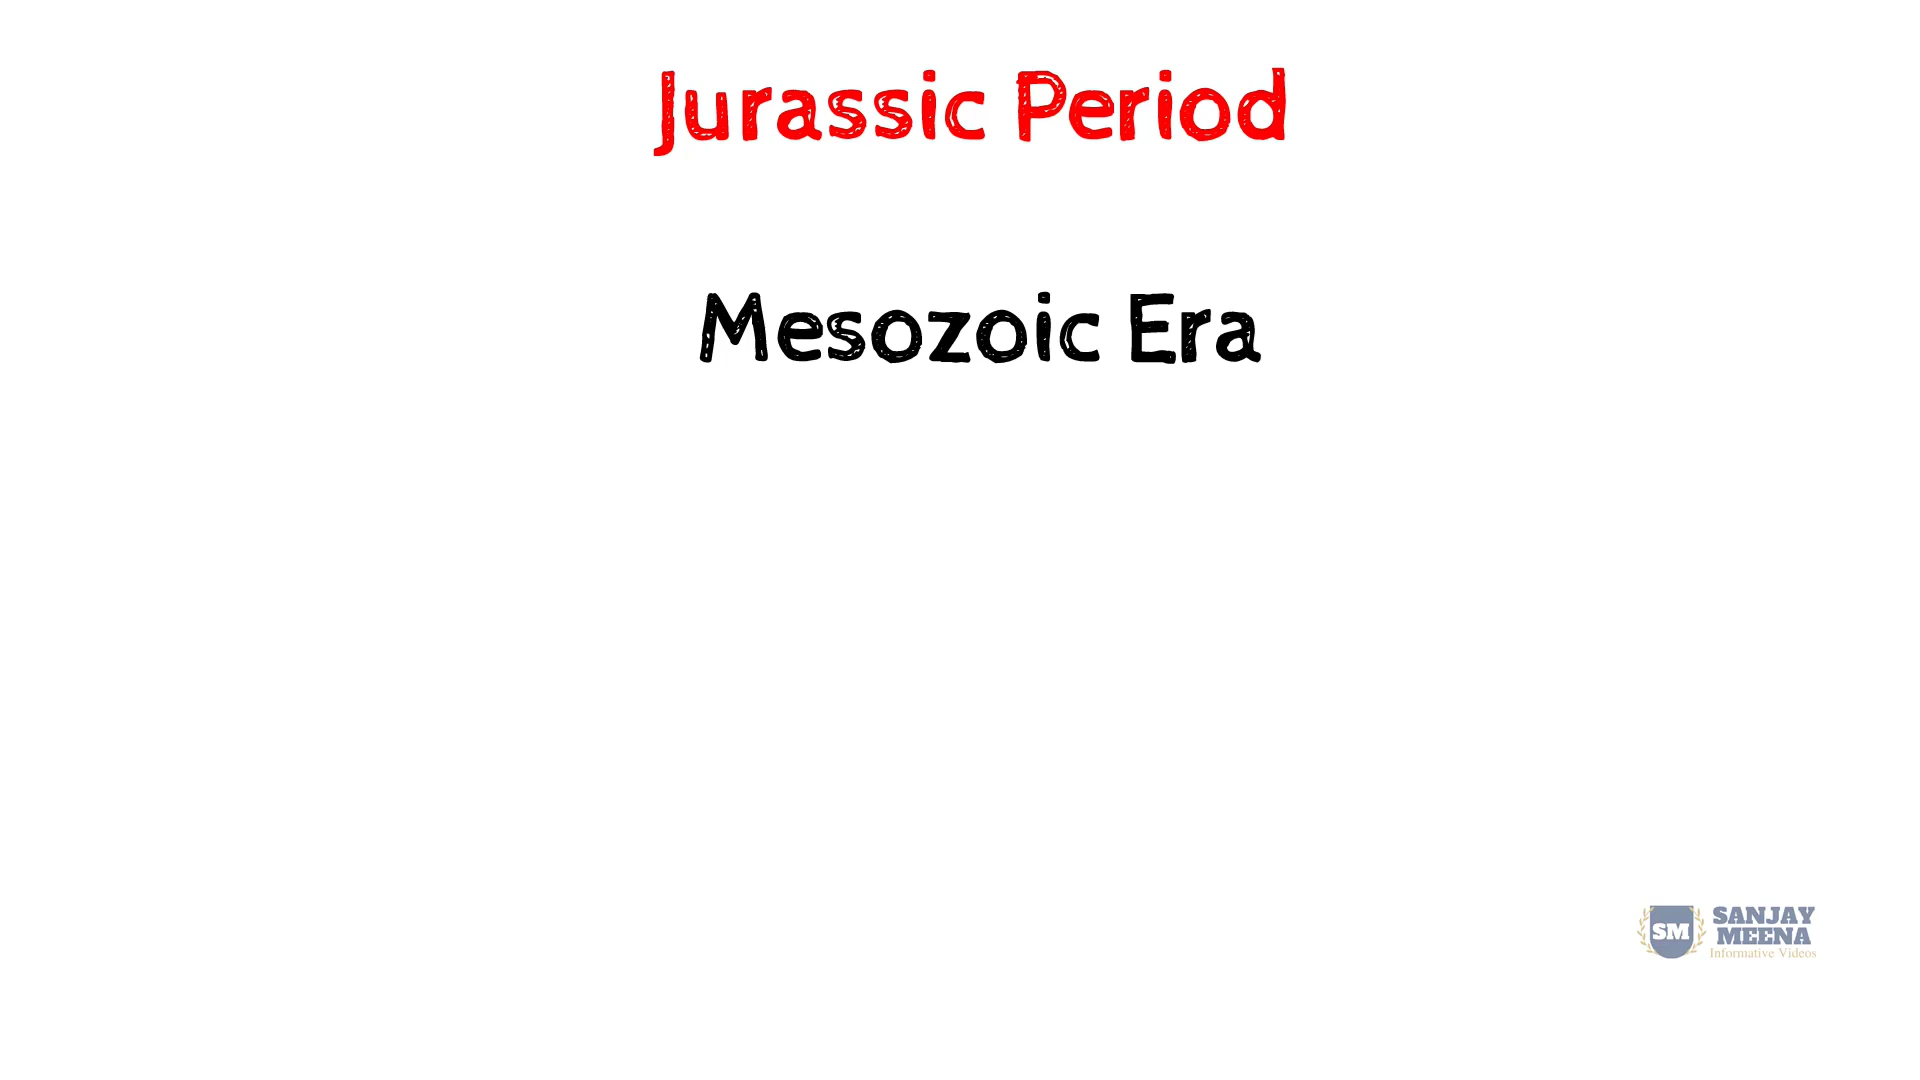 Jurassic Period
Mesozoic Era
SM
SANJAY
MEENA
Informative Videos